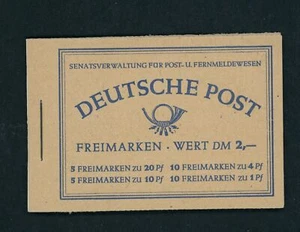 SENATSVERWALTUNG FÜR POST- U. FERNMELDEWESEN
DEUTSCHE POST
FREIMARKEN · WERT DM 2,—
5 FREIMARKEN ZU 20 Pf 10 FREIMARKEN ZU 4 Pf
5 FREIMARKEN ZU 10 Pf 10 FREIMARKEN ZU 1 Pf